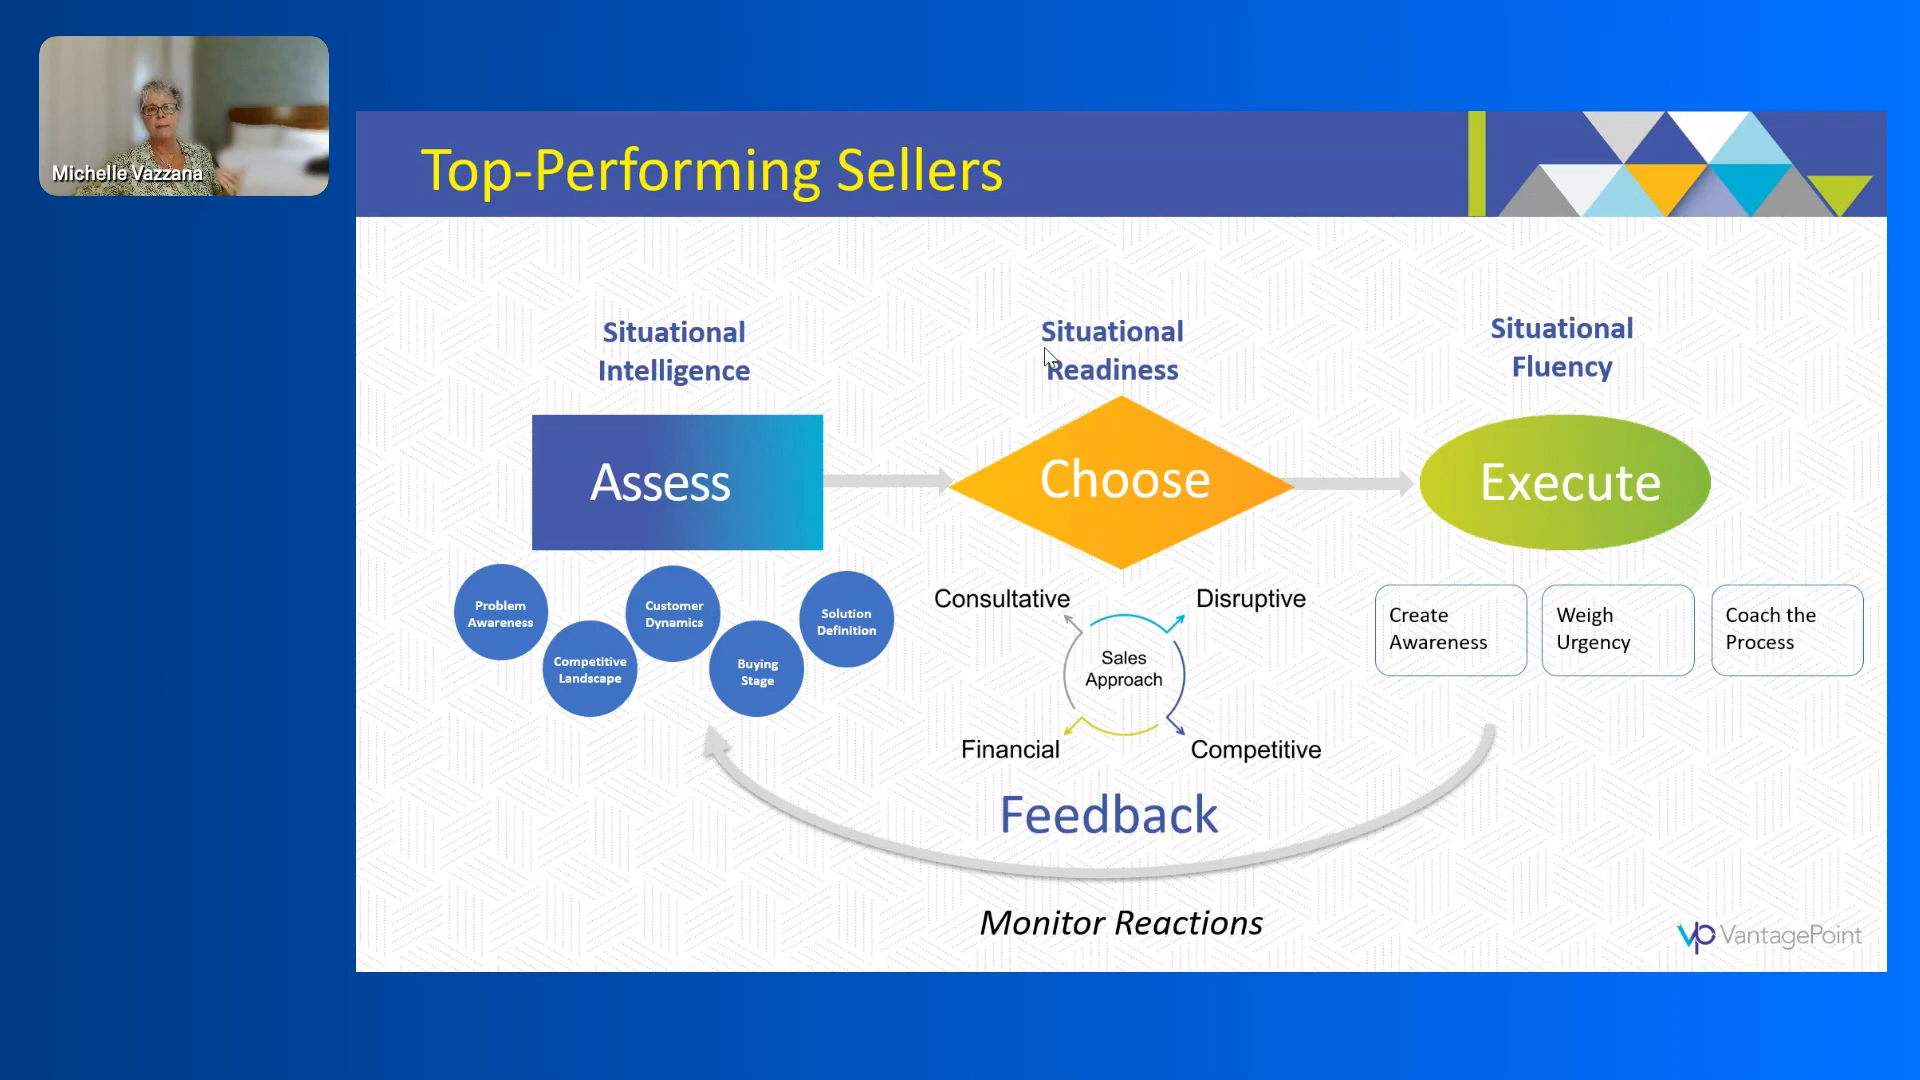 Michelle Vazzana
Top-Performing Sellers
Situational
Intelligence
Situational
Readiness
Situational
Fluency
Assess
Choose
Execute
Problem
Awareness
Competitive
Landscape
Customer
Dynamics
Buying
Stage
Solution
Definition
Consultative
Disruptive
Sales
Approach
Financial
Competitive
Create
Awareness
Weigh
Urgency
Coach the
Process
Feedback
Monitor Reactions
vp VantagePoint